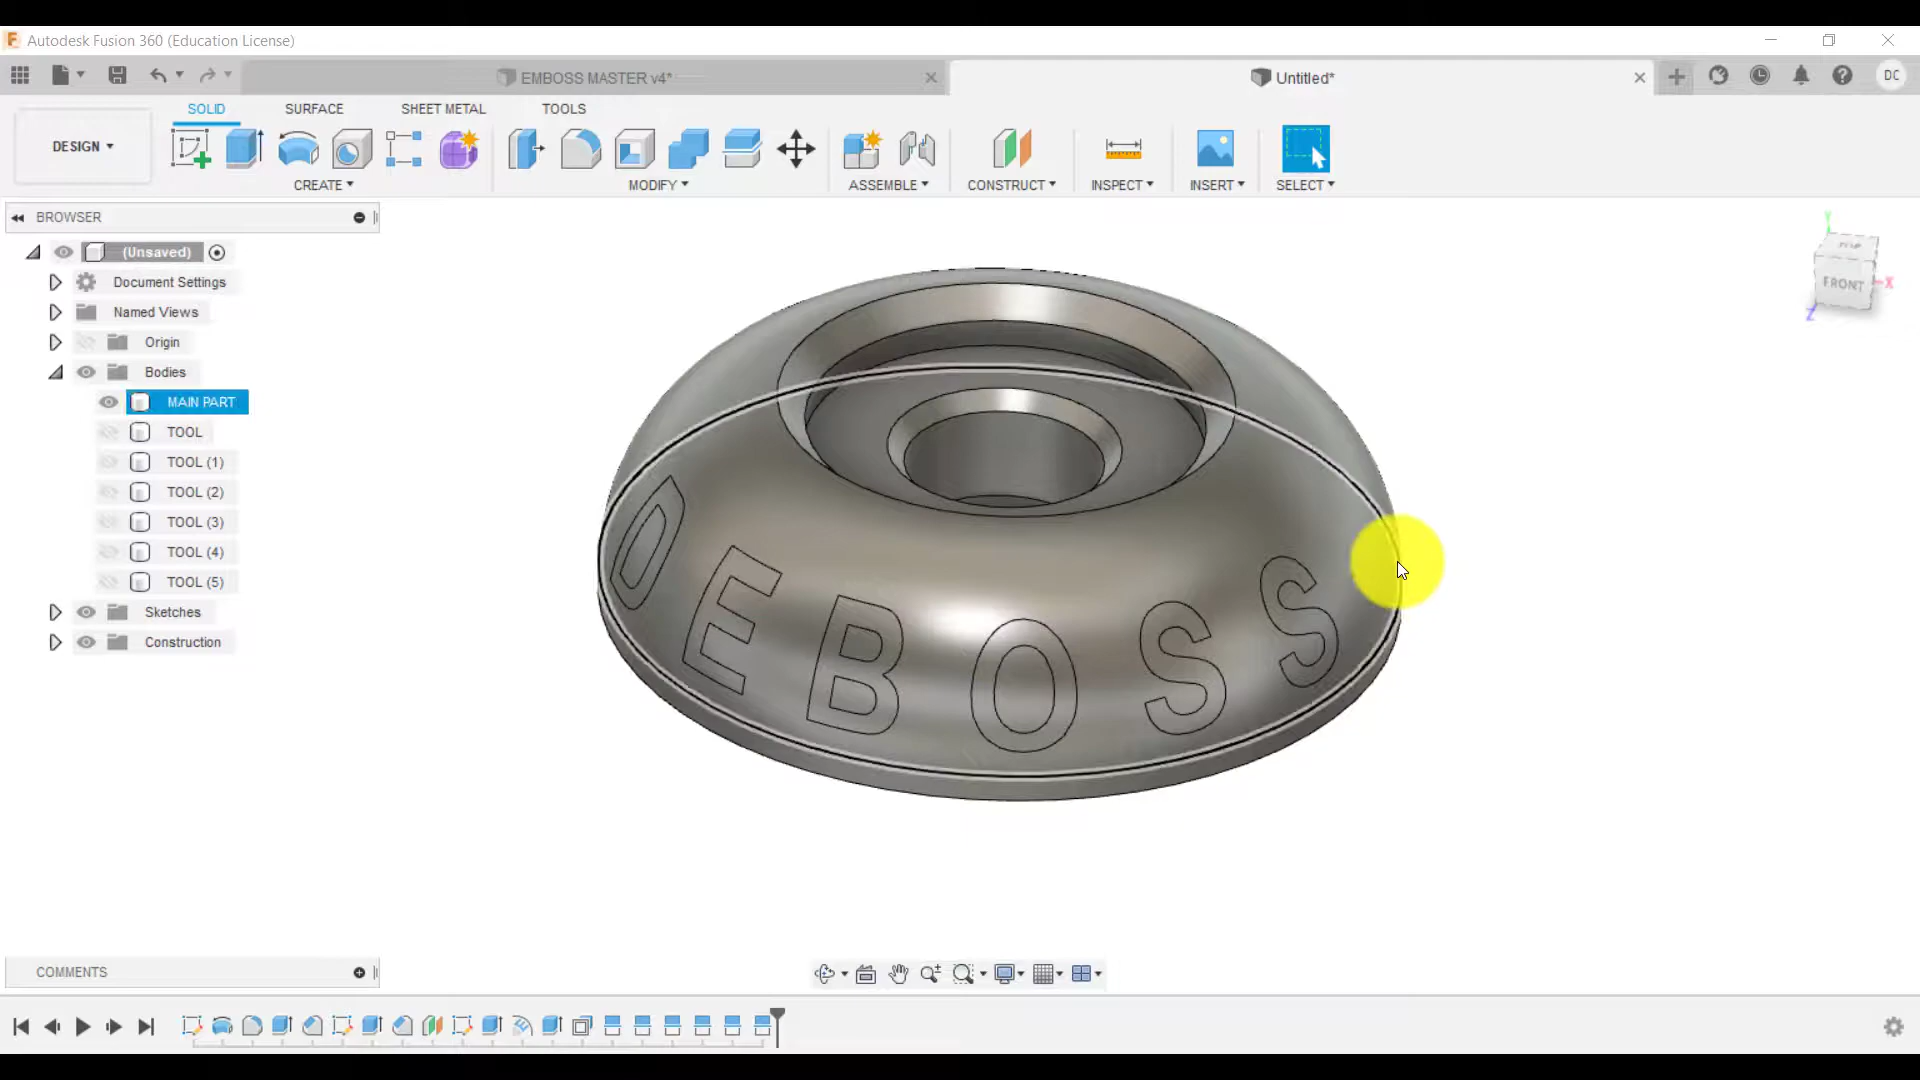 Autodesk Fusion 360 (Education License)
EMBOSS MASTER v4*
Untitled*
DC
SOLID SURFACE SHEET METAL TOOLS
DESIGN
CREATE MODIFY ASSEMBLE CONSTRUCT INSPECT INSERT SELECT
BROWSER
(Unsaved)
Document Settings
Named Views
Origin
Bodies
MAIN PART
TOOL
TOOL (1)
TOOL (2)
TOOL (3)
TOOL (4)
TOOL (5)
Sketches
Construction
Y
TOP
FRONT
X
Z
DEBOSS
COMMENTS